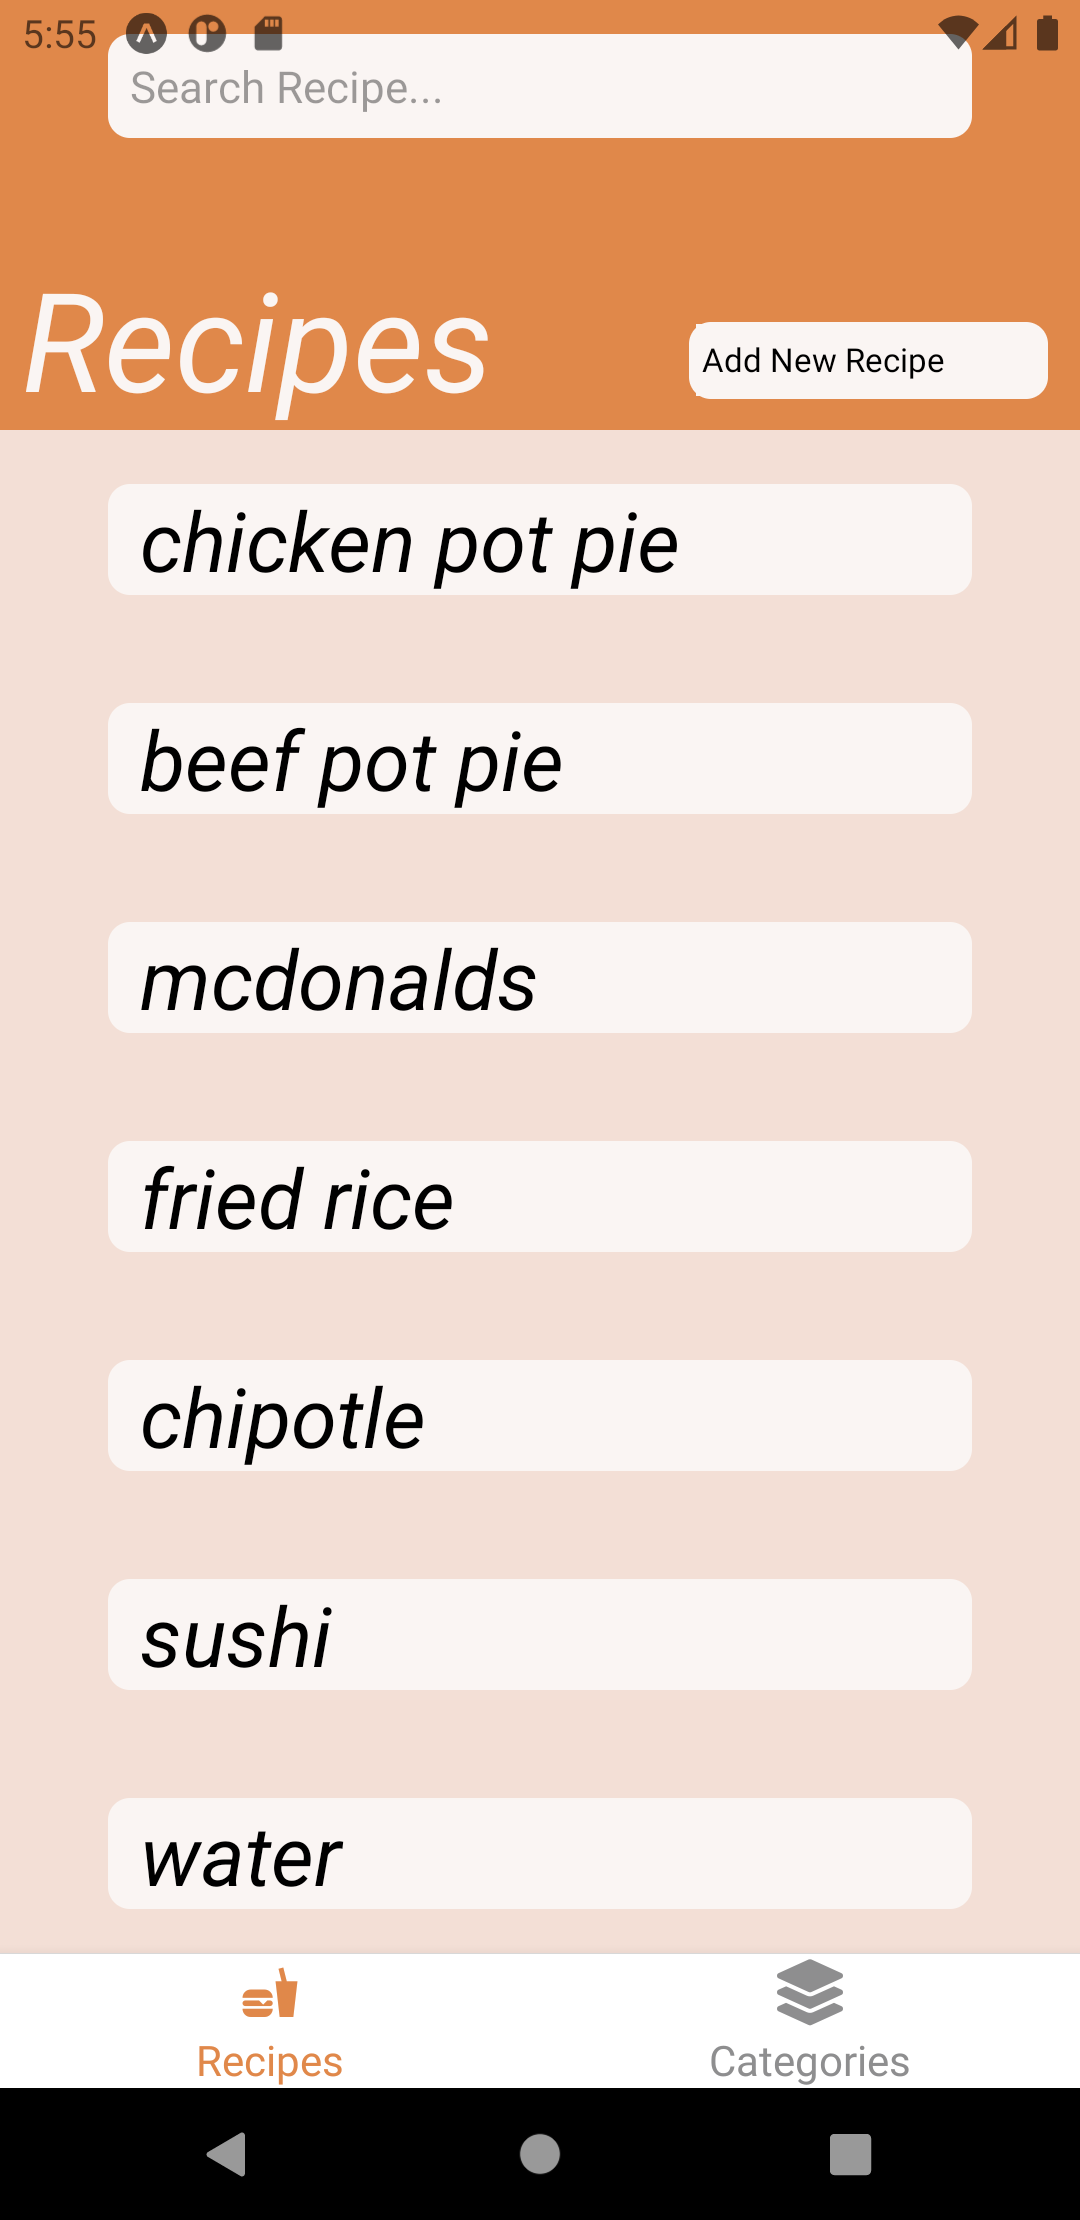 5:55
Search Recipe...
Recipes
Add New Recipe
chicken pot pie
beef pot pie
mcdonalds
fried rice
chipotle
sushi
water
Recipes
Categories